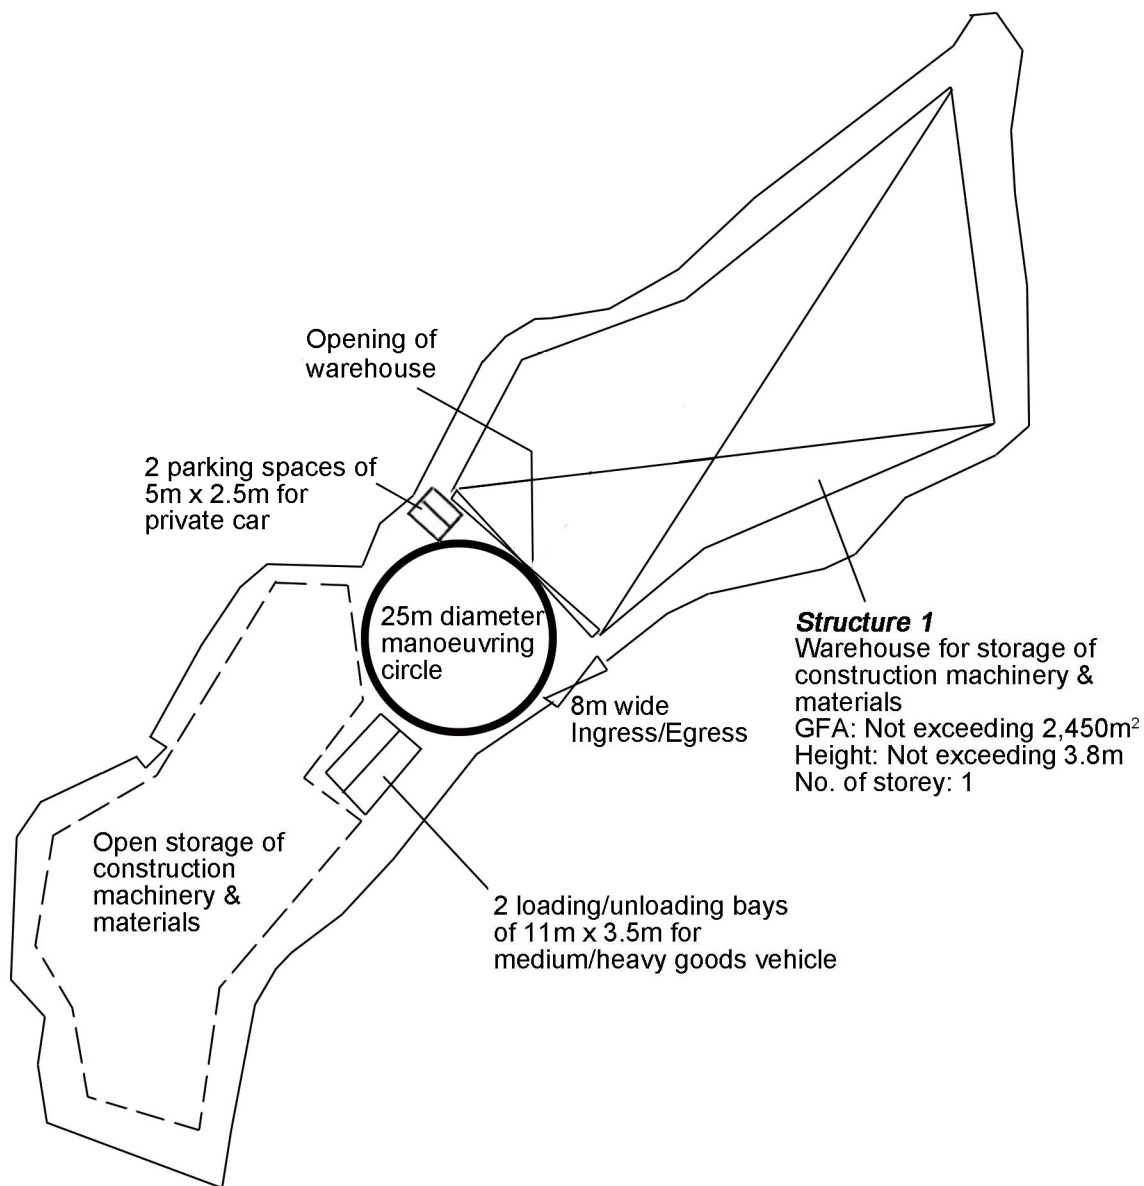 Opening of
warehouse
2 parking spaces of
5m x 2.5m for
private car
25m diameter
manoeuvring
circle
8m wide
Ingress/Egress
Structure 1
Warehouse for storage of
construction machinery &
materials
GFA: Not exceeding 2,450m²
Height: Not exceeding 3.8m
No. of storey: 1
Open storage of
construction
machinery &
materials
2 loading/unloading bays
of 11m x 3.5m for
medium/heavy goods vehicle